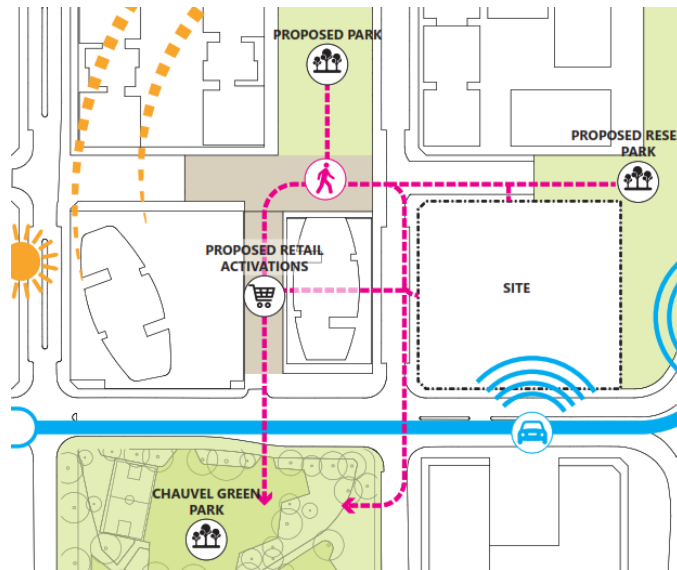 PROPOSED PARK
PROPOSED RESE
PARK
PROPOSED RETAIL
ACTIVATIONS
SITE
CHAUVEL GREEN
PARK